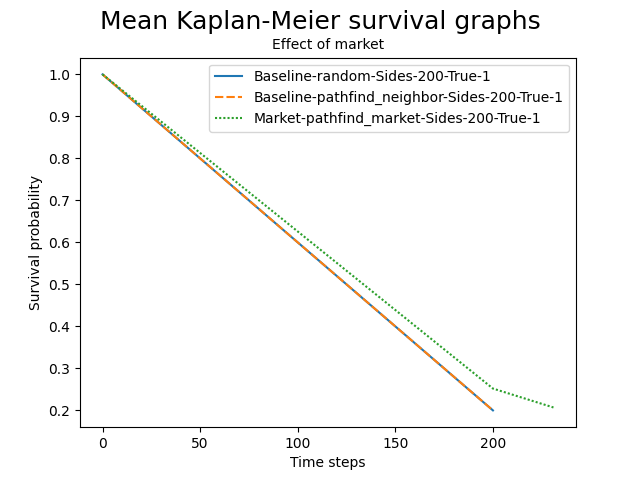 Mean Kaplan-Meier survival graphs
Effect of market
Baseline-random-Sides-200-True-1
Baseline-pathfind_neighbor-Sides-200-True-1
Market-pathfind_market-Sides-200-True-1
Survival probability
1.0
0.9
0.8
0.7
0.6
0.5
0.4
0.3
0.2
0 50 100 150 200
Time steps